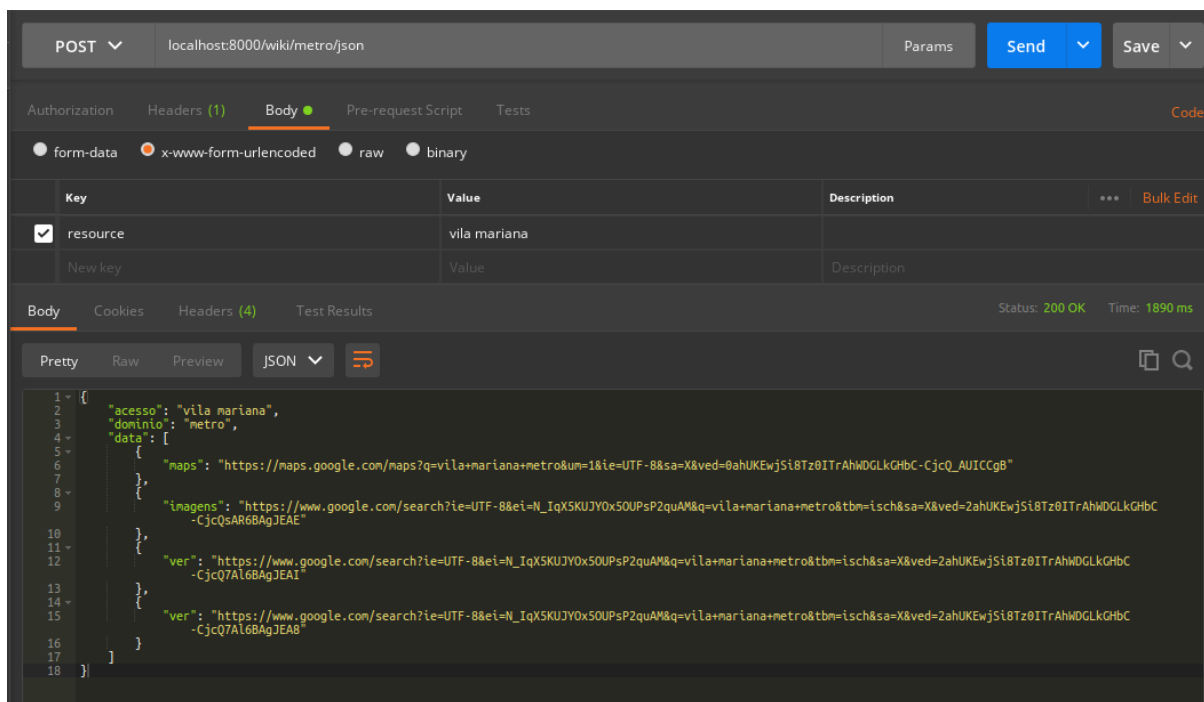 POST localhost:8000/wiki/metro/json Params Send Save
Authorization Headers (1) Body Pre-request Script Tests Code
form-data x-www-form-urlencoded raw binary
Key Value Description ••• Bulk Edit
resource vila mariana
New key Value Description
Body Cookies Headers (4) Test Results Status: 200 OK Time: 1890 ms
Pretty Raw Preview JSON
1 {
2 "acesso": "vila mariana",
3 "dominio": "metro",
4 "data": [
5 {
6 "maps": "https://maps.google.com/maps?q=vila+mariana+metro&um=1&ie=UTF-8&sa=X&ved=0ahUKEwjSi8Tz0ITrAhWDGLkGHbC-CjcQ_AUICCgB"
7 },
8 {
9 "imagens": "https://www.google.com/search?ie=UTF-8&ei=N_IqX5KUJYOx5OUPsP2quAM&q=vila+mariana+metro&tbm=isch&sa=X&ved=2ahUKEwjSi8Tz0ITrAhWDGLkGHbC
-CjcQsAR6BAgJEAE"
10 },
11 {
12 "ver": "https://www.google.com/search?ie=UTF-8&ei=N_IqX5KUJYOx5OUPsP2quAM&q=vila+mariana+metro&tbm=isch&sa=X&ved=2ahUKEwjSi8Tz0ITrAhWDGLkGHbC
-CjcQ7Al6BAgJEAI"
13 },
14 {
15 "ver": "https://www.google.com/search?ie=UTF-8&ei=N_IqX5KUJYOx5OUPsP2quAM&q=vila+mariana+metro&tbm=isch&sa=X&ved=2ahUKEwjSi8Tz0ITrAhWDGLkGHbC
-CjcQ7Al6BAgJEA8"
16 }
17 ]
18 }